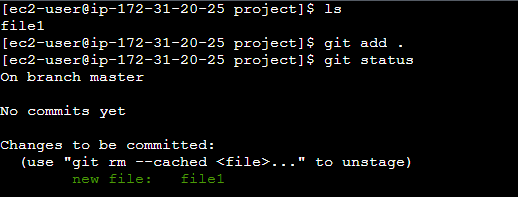 [ec2-user@ip-172-31-20-25 project]$ ls
file1
[ec2-user@ip-172-31-20-25 project]$ git add .
[ec2-user@ip-172-31-20-25 project]$ git status
On branch master

No commits yet

Changes to be committed:
  (use "git rm --cached <file>..." to unstage)
        new file:   file1